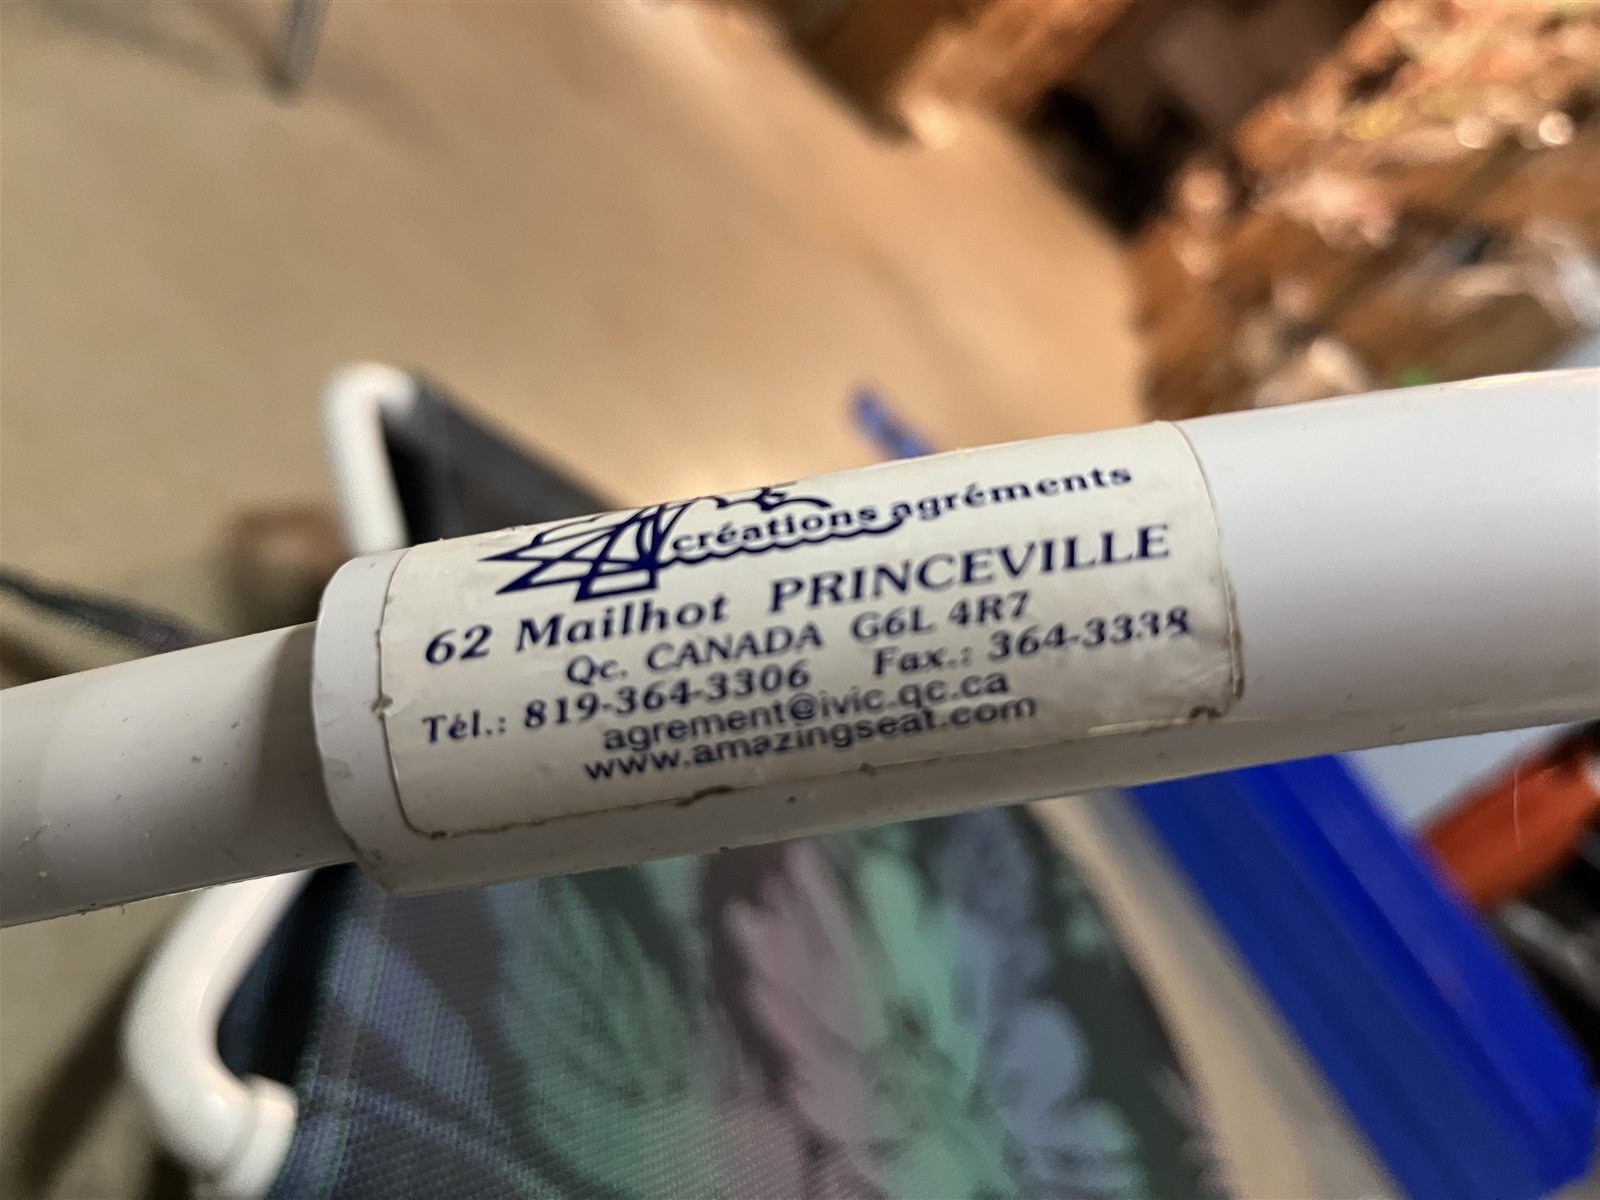 créations agréments
62 Mailhot PRINCEVILLE
Qc. CANADA G6L 4R7
Tél.: 819-364-3306 Fax.: 364-3338
agrement@ivic.qc.ca
www.amazingseat.com